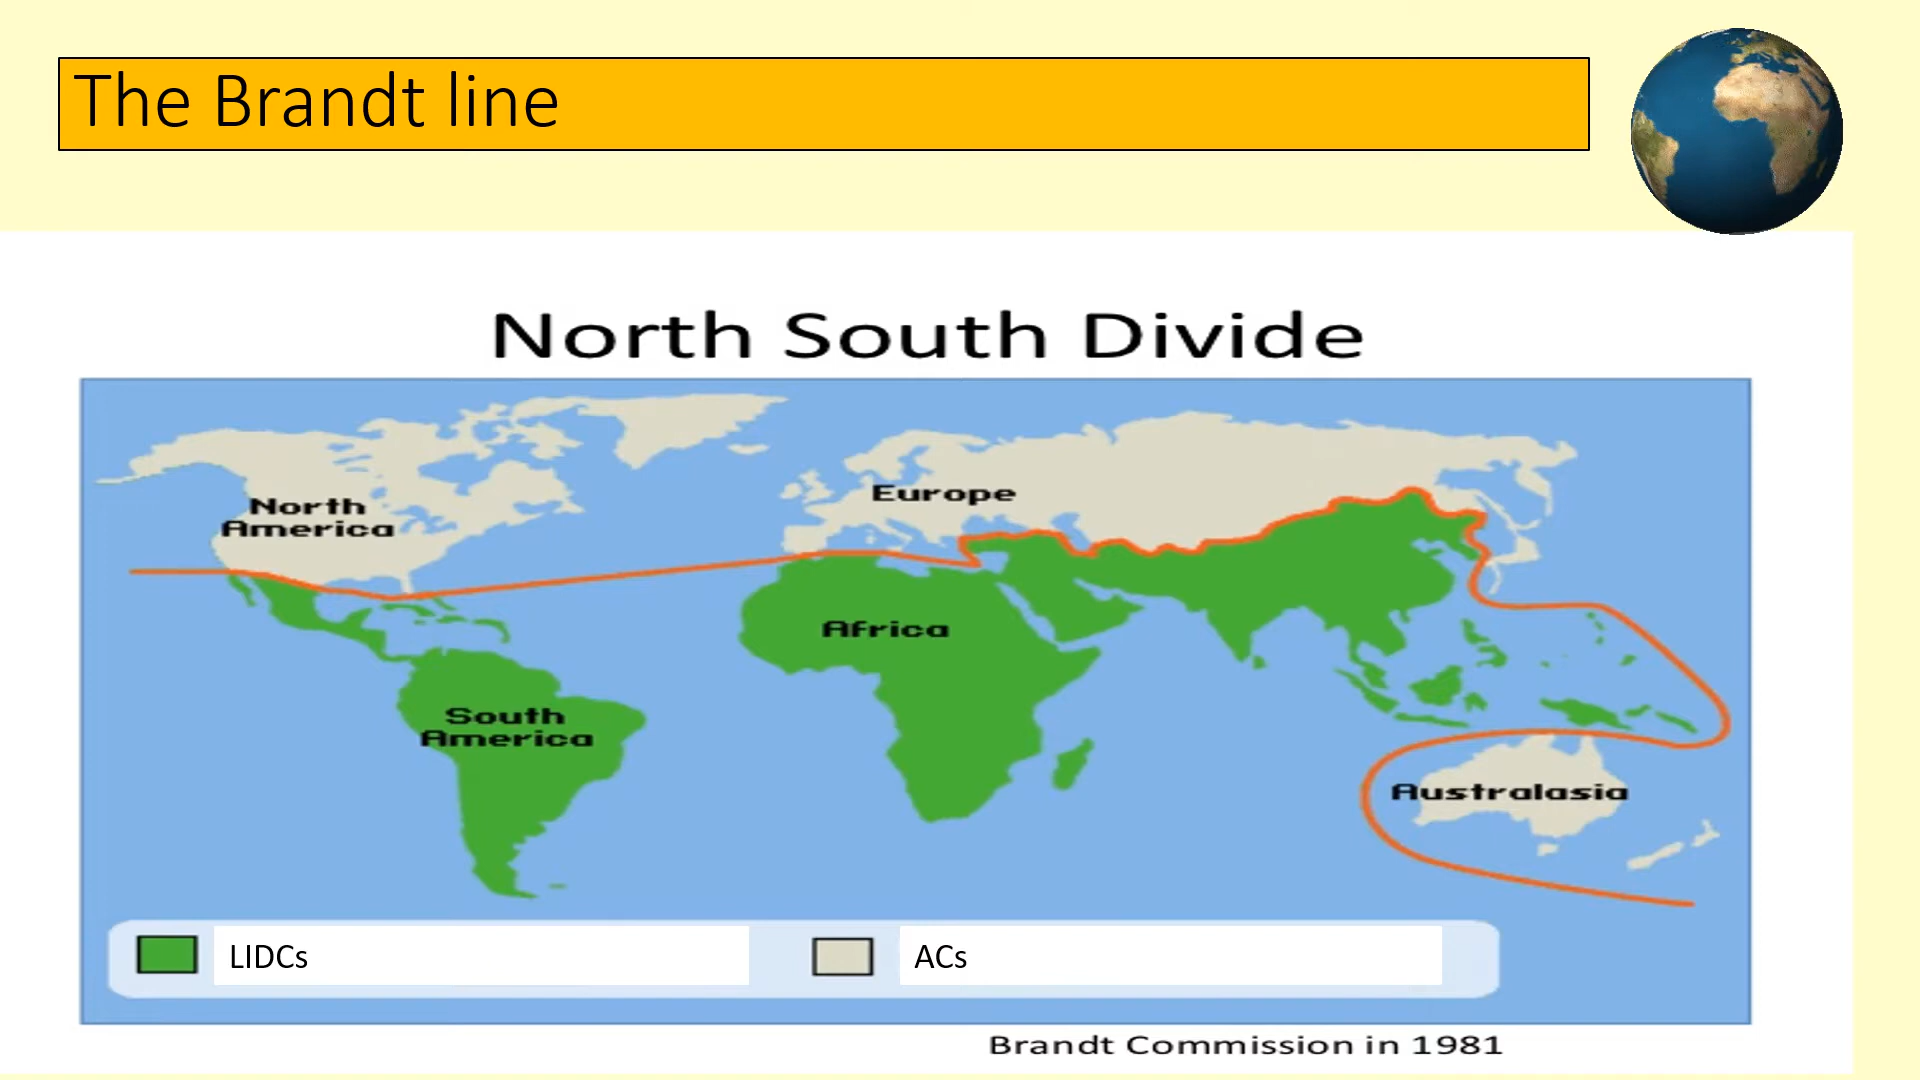 The Brandt line
North South Divide
North
America
Europe
Africa
South
America
Australasia
LIDCs
ACs
Brandt Commission in 1981